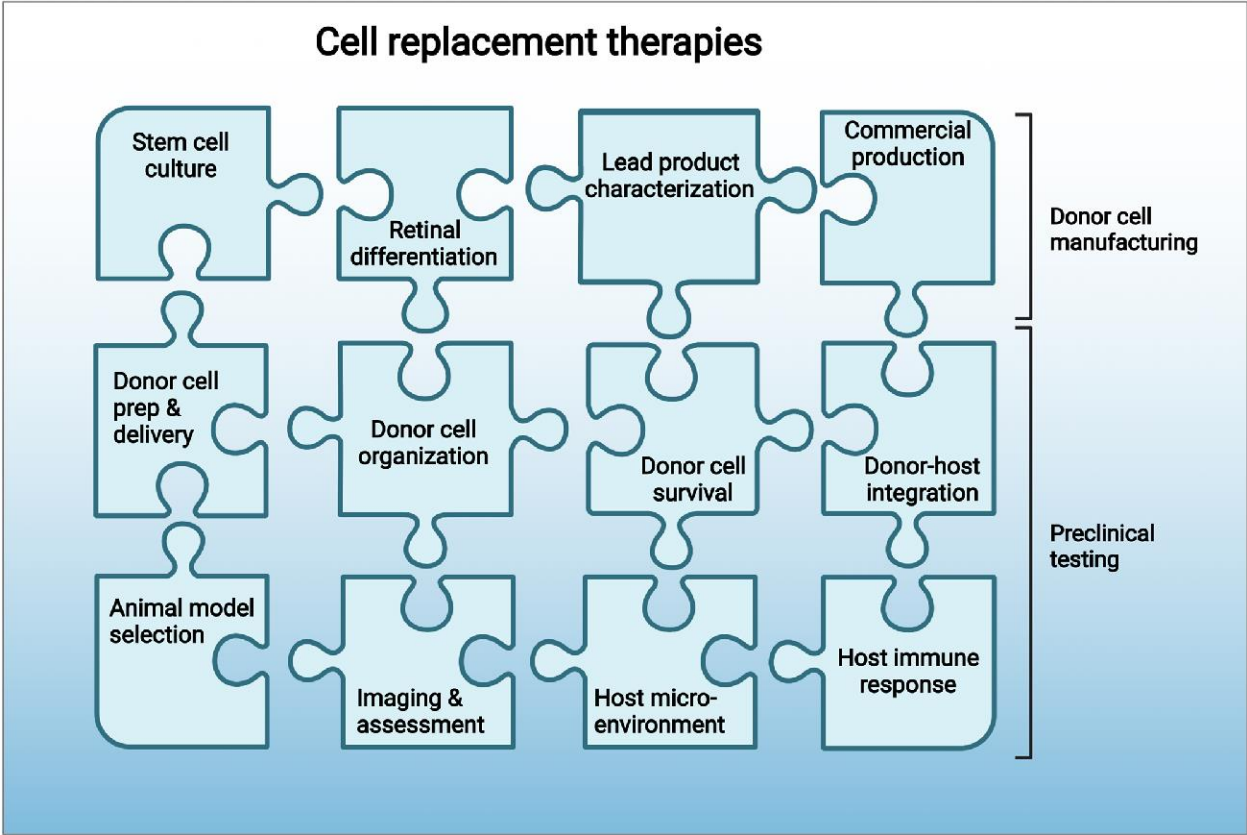 Cell replacement therapies
Stem cell
culture
Retinal
differentiation
Lead product
characterization
Commercial
production
Donor cell
manufacturing
Donor cell
prep &
delivery
Donor cell
organization
Donor cell
survival
Donor-host
integration
Preclinical
testing
Animal model
selection
Imaging &
assessment
Host micro-
environment
Host immune
response